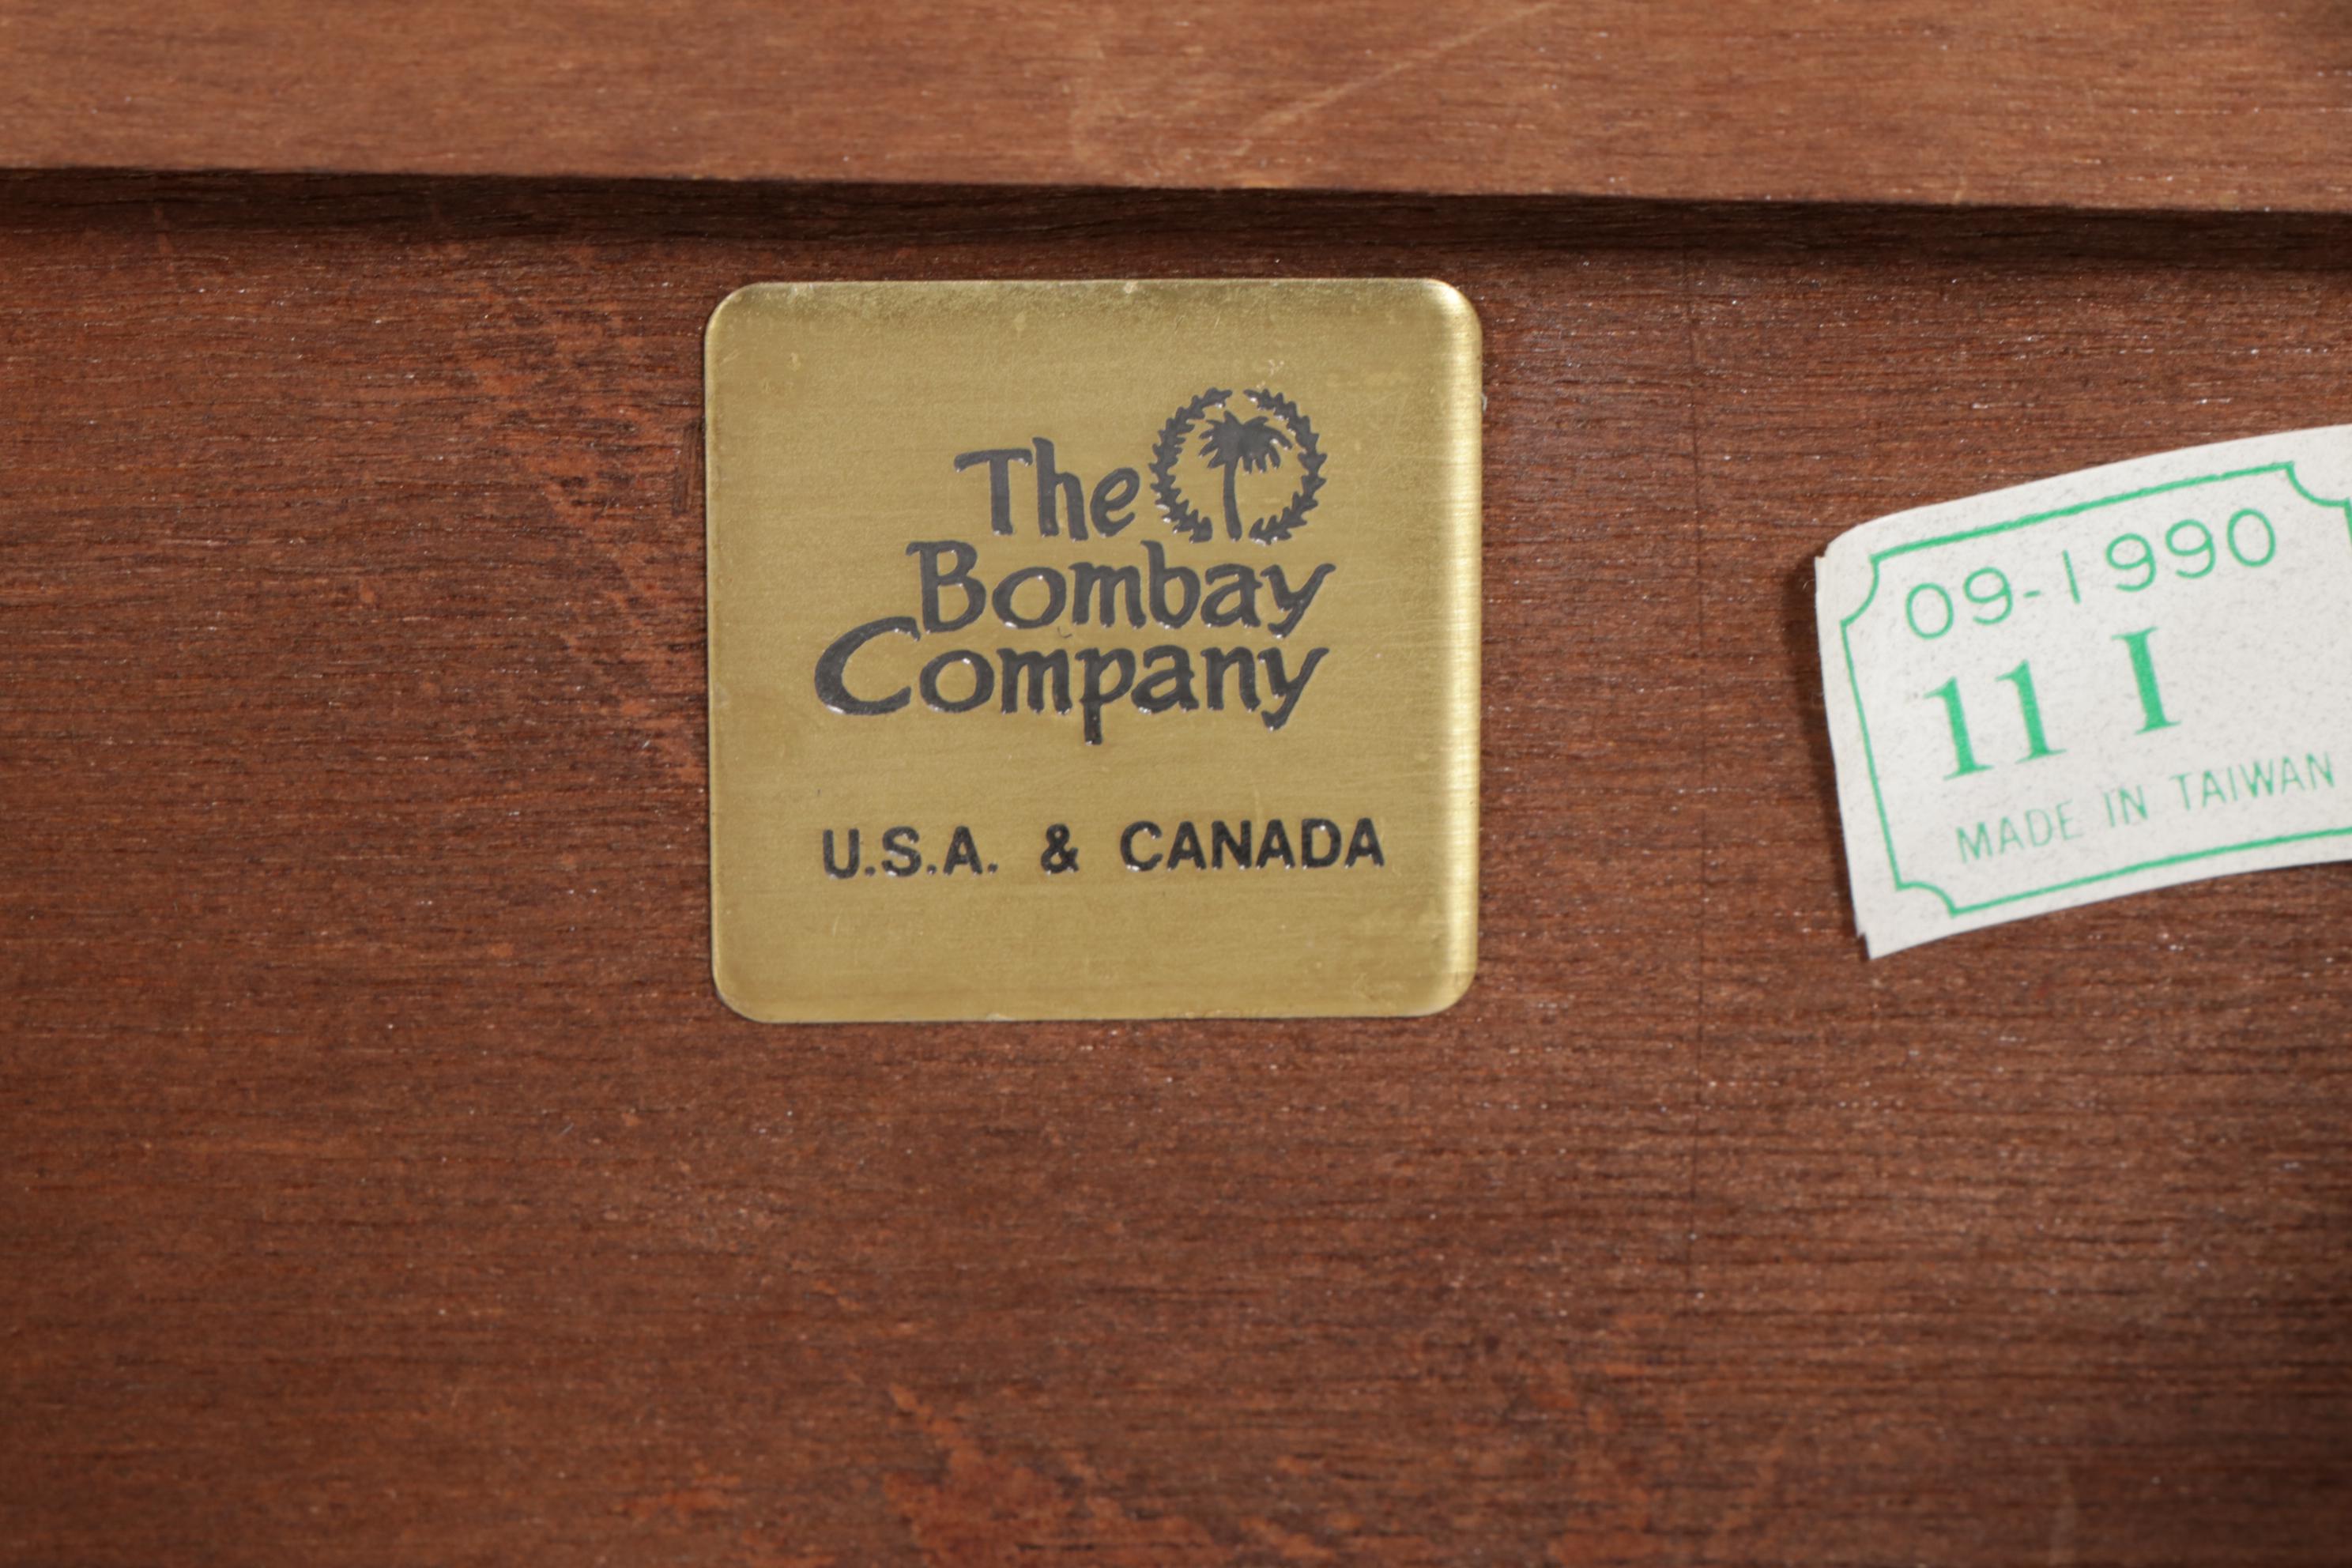 The
Bombay
Company
U.S.A. & CANADA
09-1990
11 I
MADE IN TAIWAN